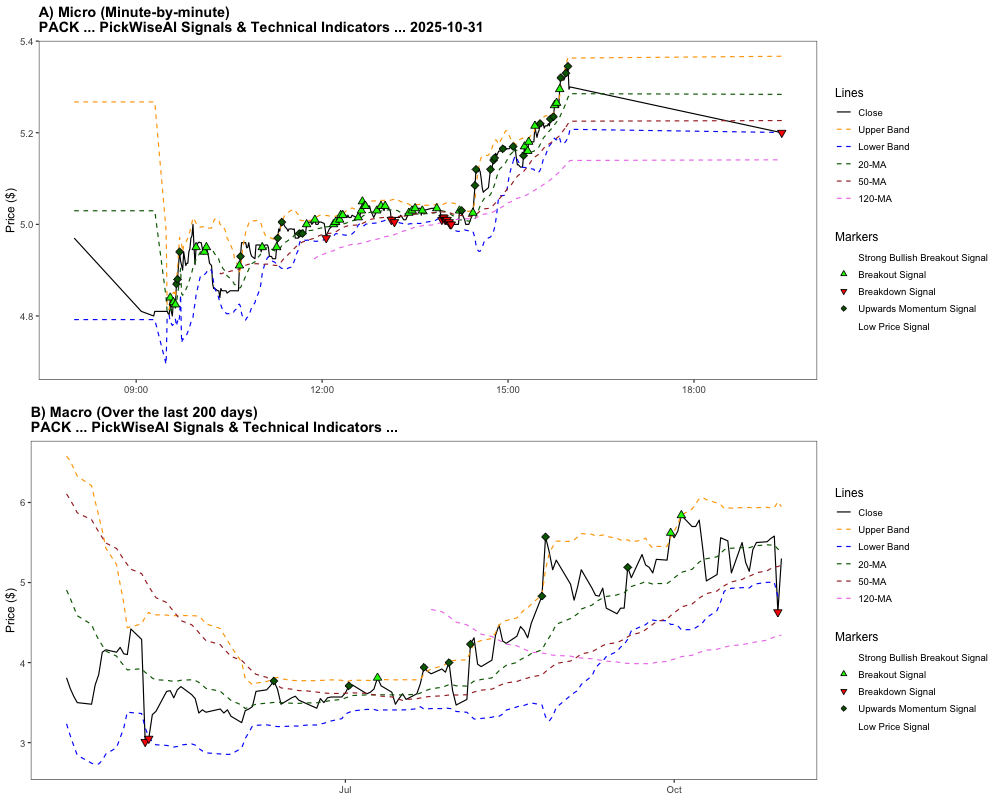 A) Micro (Minute-by-minute)
PACK ... PickWiseAI Signals & Technical Indicators ... 2025-10-31
Price ($)
5.4
5.2
5.0
4.8
09:00
12:00
15:00
18:00
Lines
Close
Upper Band
Lower Band
20-MA
50-MA
120-MA
Markers
Strong Bullish Breakout Signal
Breakout Signal
Breakdown Signal
Upwards Momentum Signal
Low Price Signal
B) Macro (Over the last 200 days)
PACK ... PickWiseAI Signals & Technical Indicators ...
Price ($)
6
5
4
3
Jul
Oct
Lines
Close
Upper Band
Lower Band
20-MA
50-MA
120-MA
Markers
Strong Bullish Breakout Signal
Breakout Signal
Breakdown Signal
Upwards Momentum Signal
Low Price Signal